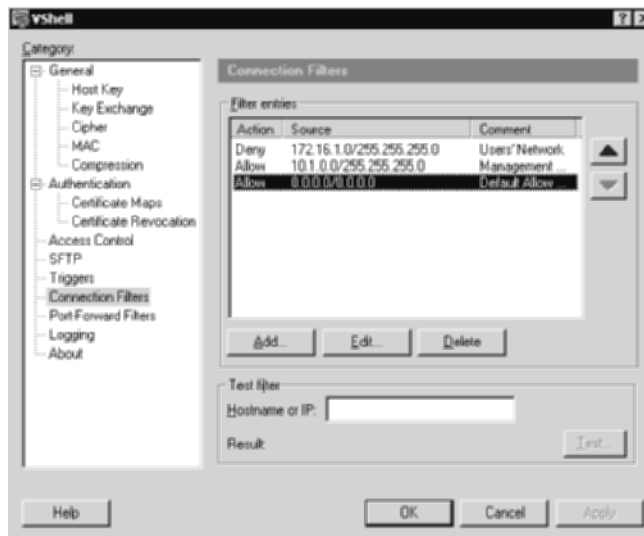 VShell
Category:
General
Host Key
Key Exchange
Cipher
MAC
Compression
Authentication
Certificate Maps
Certificate Revocation
Access Control
SFTP
Triggers
Connection Filters
Port-Forward Filters
Logging
About
Connection Filters
Filter entries
Action Source Comment
Deny 172.16.1.0/255.255.255.0 Users' Network
Allow 10.1.0.0/255.255.255.0 Management ...
Allow 0.0.0.0/0.0.0.0 Default Allow ...
Add... Edit... Delete
Test filter
Hostname or IP:
Result:
Test...
Help OK Cancel Apply